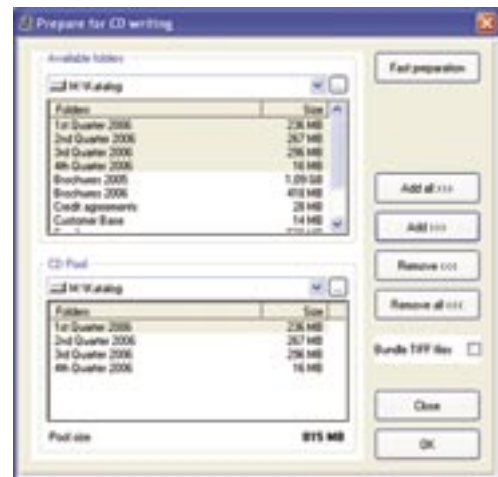 Prepare for CD writing
Available folders
Fast preparation
M:\Katalog
Folders Size
1st Quarter 2006 236 MB
2nd Quarter 2006 267 MB
3rd Quarter 2006 296 MB
4th Quarter 2006 16 MB
Brochures 2005 1,09 GB
Brochures 2006 418 MB
Credit agreements 28 MB
Customer Base 14 MB
Add all >>>
Add >>>
Remove <<<
Remove all <<<
CD Pool
M:\Katalog
Folders Size
1st Quarter 2006 236 MB
2nd Quarter 2006 267 MB
3rd Quarter 2006 296 MB
4th Quarter 2006 16 MB
Bundle TIFF files
Close
Pool size 815 MB
OK